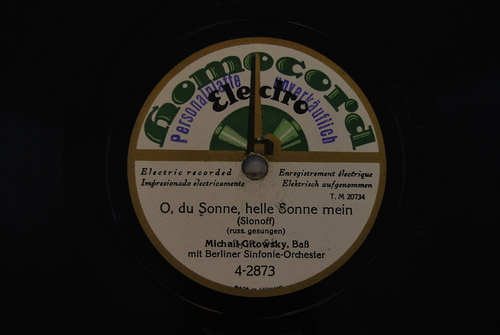 Homocord
Electro
Personalplatte unverkäuflich
Electric recorded Enregistrement électrique
Impresionado electricamente Elektrisch aufgenommen
T. M 20734
O, du Sonne, helle Sonne mein
(Slonoff)
(russ. gesungen)
Michail Gitowsky, Baß
mit Berliner Sinfonie-Orchester
4-2873